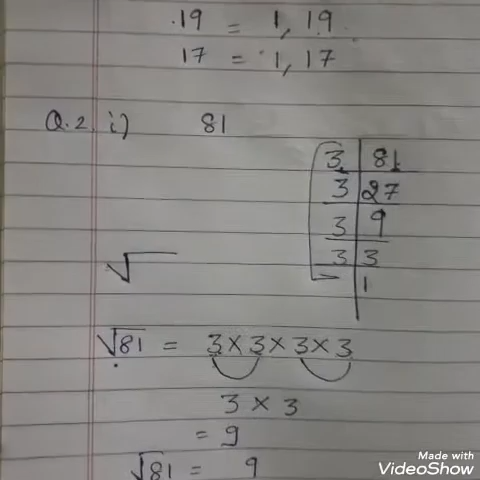 19 = 1, 19
17 = 1, 17
Q.2. i) 81
3 | 81
3 | 27
3 | 9
3 | 3
1
√
√81 = 3 × 3 × 3 × 3
3 × 3
= 9
√81 = 9
Made with
VideoShow